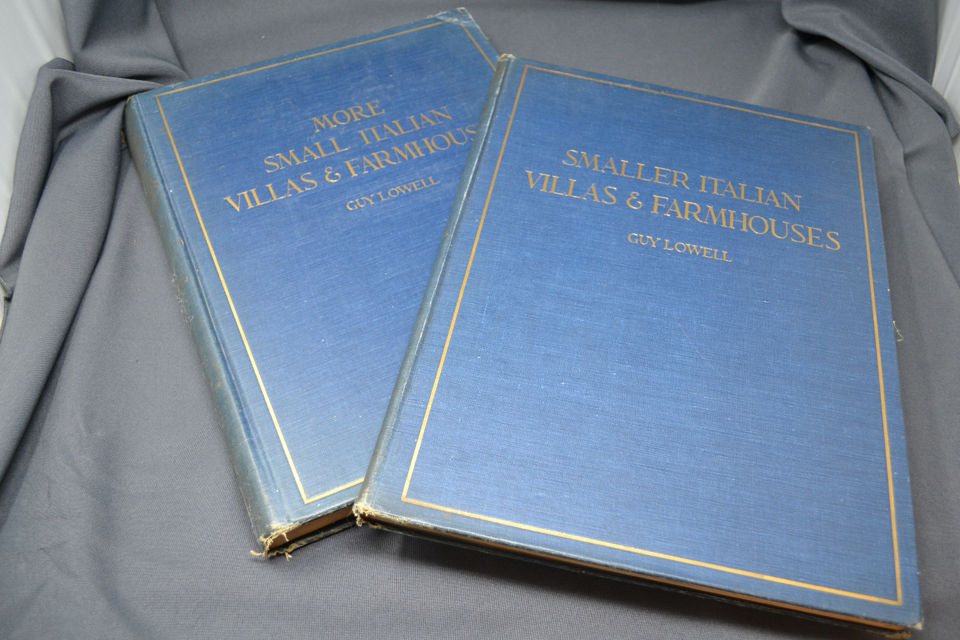 MORE
SMALL ITALIAN
VILLAS & FARMHOUS
GUY LOWELL
SMALLER ITALIAN
VILLAS & FARMHOUSES
GUY LOWELL